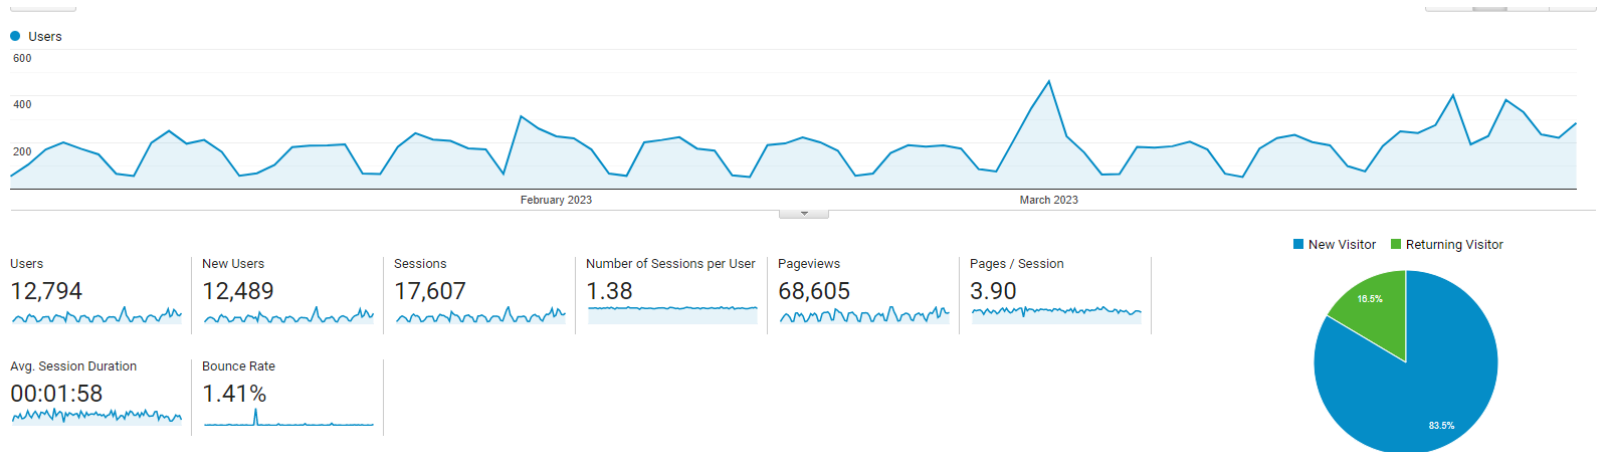 Users
600
400
200
February 2023
March 2023
New Visitor
Returning Visitor
Users
12,794
New Users
12,489
Sessions
17,607
Number of Sessions per User
1.38
Pageviews
68,605
Pages / Session
3.90
Avg. Session Duration
00:01:58
Bounce Rate
1.41%
16.5%
83.5%